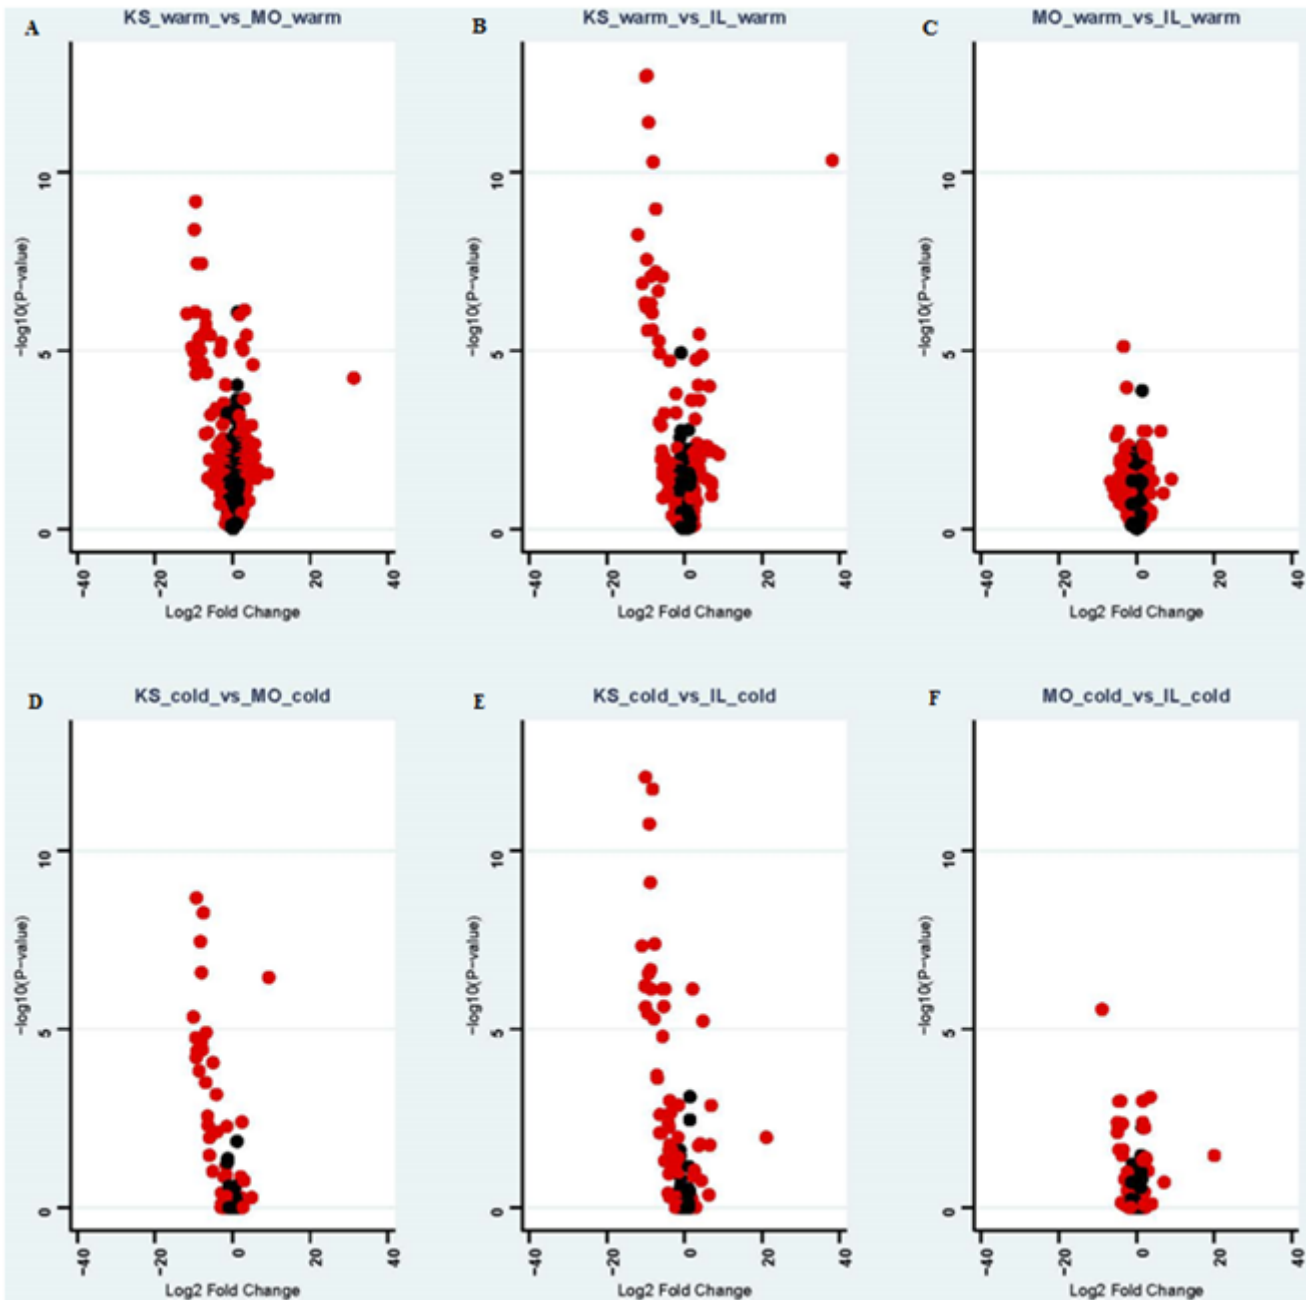 A KS_warm_vs_MO_warm
B KS_warm_vs_IL_warm
C MO_warm_vs_IL_warm
-log10(P-value)
0 5 10
-40 -20 0 20 40
Log2 Fold Change
-log10(P-value)
0 5 10
-40 -20 0 20 40
Log2 Fold Change
-log10(P-value)
0 5 10
-40 -20 0 20 40
Log2 Fold Change
D KS_cold_vs_MO_cold
E KS_cold_vs_IL_cold
F MO_cold_vs_IL_cold
-log10(P-value)
0 5 10
-40 -20 0 20 40
Log2 Fold Change
-log10(P-value)
0 5 10
-40 -20 0 20 40
Log2 Fold Change
-log10(P-value)
0 5 10
-40 -20 0 20 40
Log2 Fold Change